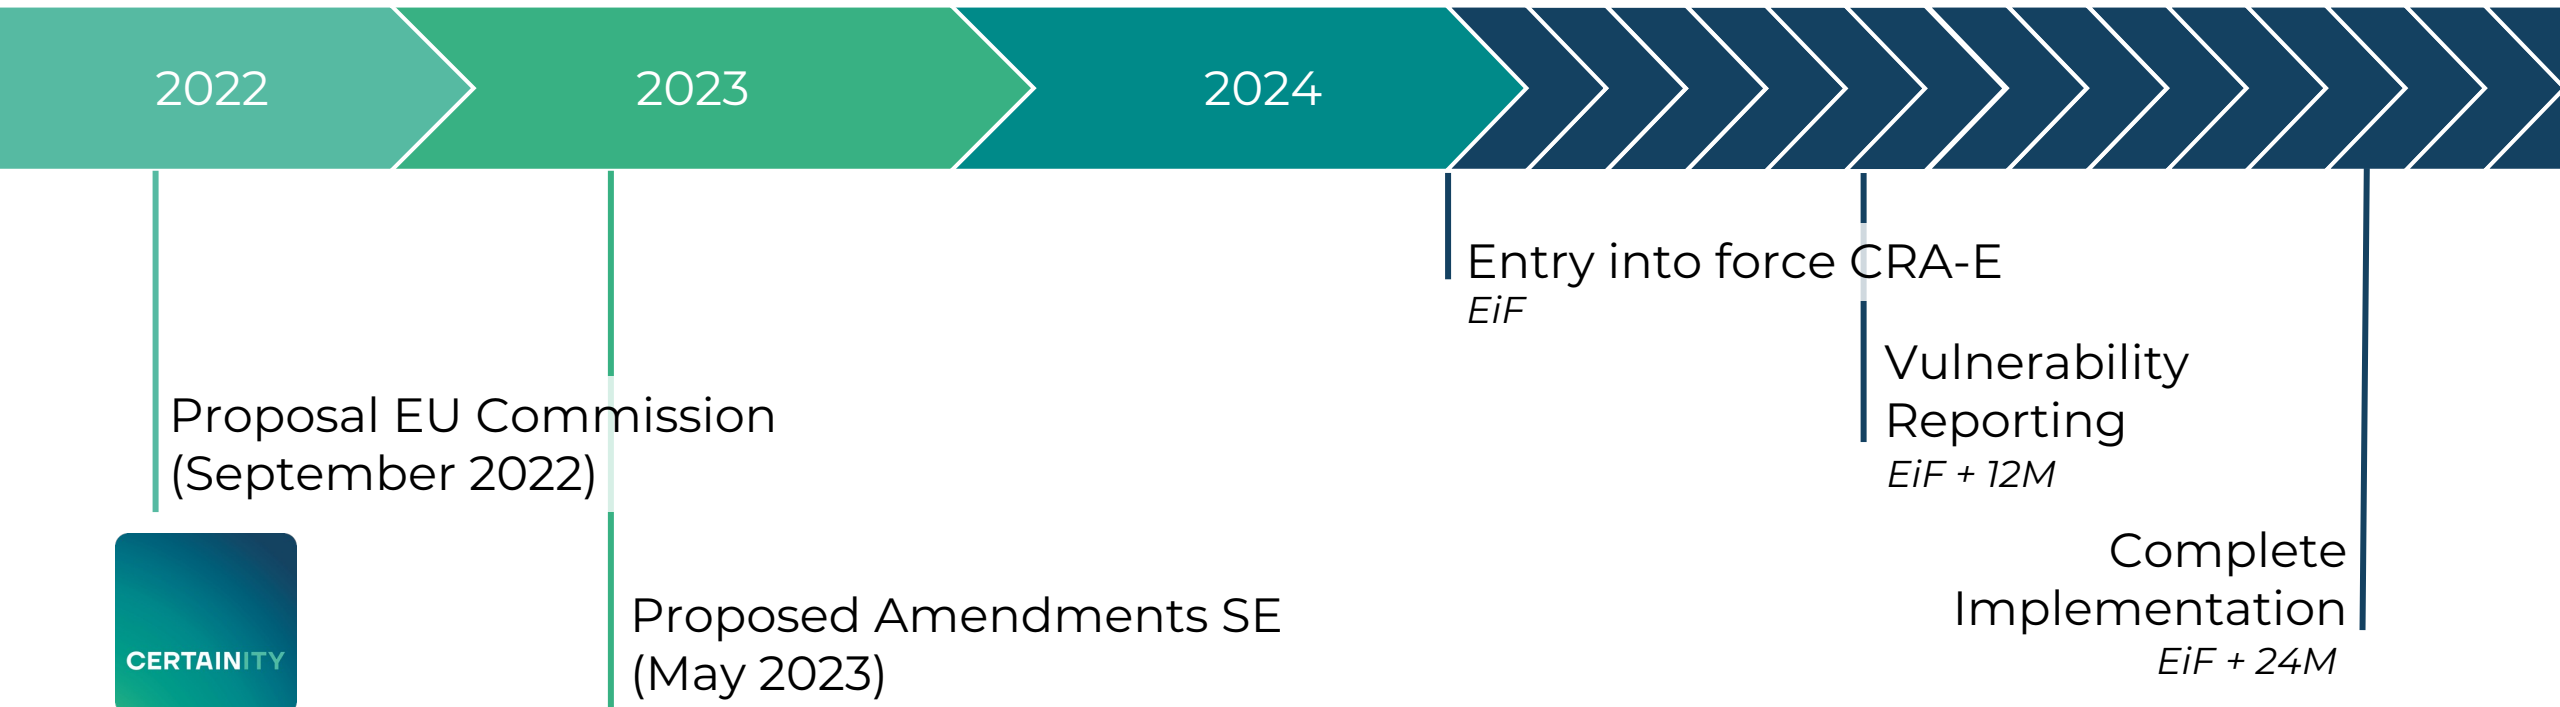 2022
2023
2024
Entry into force CRA-E
EiF
Vulnerability
Reporting
EiF + 12M
Proposal EU Commission
(September 2022)
Complete
Implementation
EiF + 24M
Proposed Amendments SE
(May 2023)
CERTAINITY